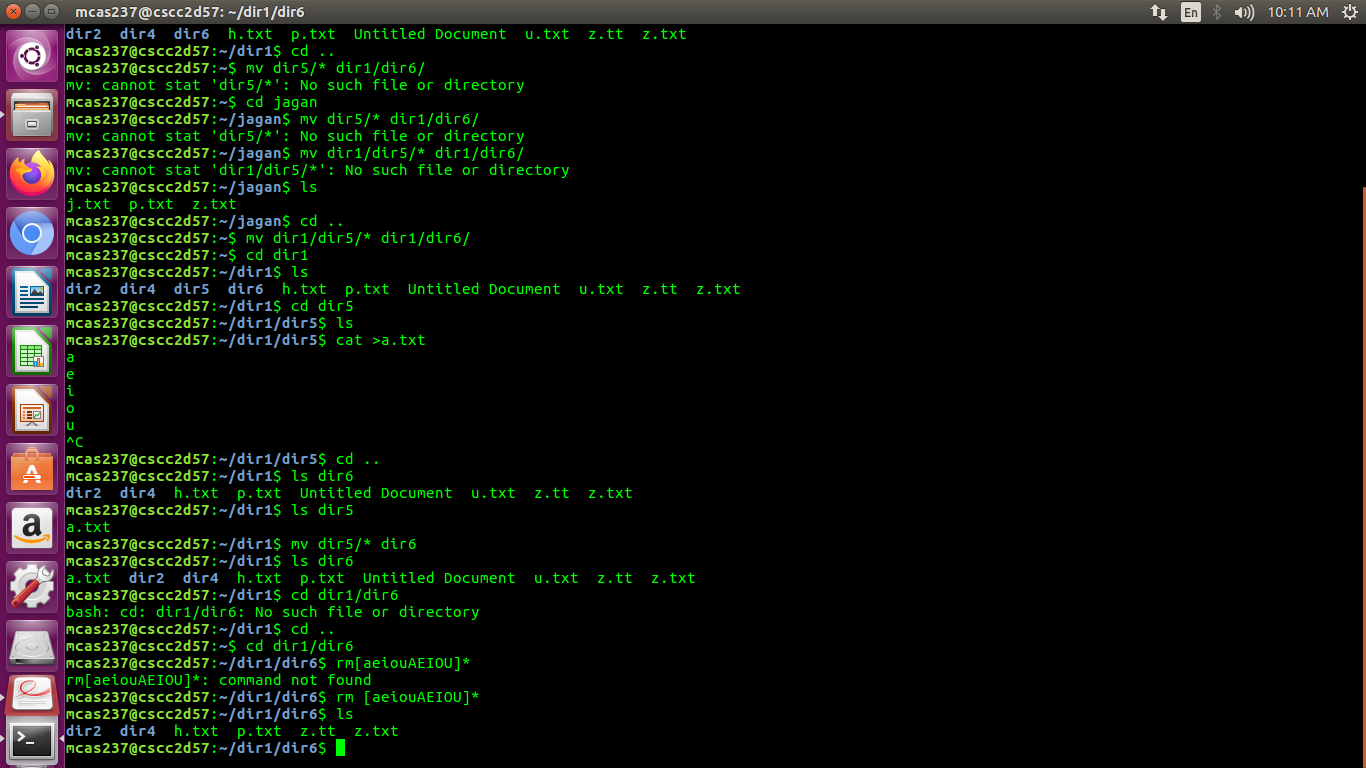 mcas237@cscc2d57: ~/dir1/dir6
En
10:11 AM
dir2  dir4  dir6  h.txt  p.txt  Untitled Document  u.txt  z.tt  z.txt
mcas237@cscc2d57:~/dir1$ cd ..
mcas237@cscc2d57:~$ mv dir5/* dir1/dir6/
mv: cannot stat 'dir5/*': No such file or directory
mcas237@cscc2d57:~$ cd jagan
mcas237@cscc2d57:~/jagan$ mv dir5/* dir1/dir6/
mv: cannot stat 'dir5/*': No such file or directory
mcas237@cscc2d57:~/jagan$ mv dir1/dir5/* dir1/dir6/
mv: cannot stat 'dir1/dir5/*': No such file or directory
mcas237@cscc2d57:~/jagan$ ls
j.txt  p.txt  z.txt
mcas237@cscc2d57:~/jagan$ cd ..
mcas237@cscc2d57:~$ mv dir1/dir5/* dir1/dir6/
mcas237@cscc2d57:~$ cd dir1
mcas237@cscc2d57:~/dir1$ ls
dir2  dir4  dir5  dir6  h.txt  p.txt  Untitled Document  u.txt  z.tt  z.txt
mcas237@cscc2d57:~/dir1$ cd dir5
mcas237@cscc2d57:~/dir1/dir5$ ls
mcas237@cscc2d57:~/dir1/dir5$ cat >a.txt
a
e
i
o
u
^C
mcas237@cscc2d57:~/dir1/dir5$ cd ..
mcas237@cscc2d57:~/dir1$ ls dir6
dir2  dir4  h.txt  p.txt  Untitled Document  u.txt  z.tt  z.txt
mcas237@cscc2d57:~/dir1$ ls dir5
a.txt
mcas237@cscc2d57:~/dir1$ mv dir5/* dir6
mcas237@cscc2d57:~/dir1$ ls dir6
a.txt  dir2  dir4  h.txt  p.txt  Untitled Document  u.txt  z.tt  z.txt
mcas237@cscc2d57:~/dir1$ cd dir1/dir6
bash: cd: dir1/dir6: No such file or directory
mcas237@cscc2d57:~/dir1$ cd ..
mcas237@cscc2d57:~$ cd dir1/dir6
mcas237@cscc2d57:~/dir1/dir6$ rm[aeiouAEIOU]*
rm[aeiouAEIOU]*: command not found
mcas237@cscc2d57:~/dir1/dir6$ rm [aeiouAEIOU]*
mcas237@cscc2d57:~/dir1/dir6$ ls
dir2  dir4  h.txt  p.txt  z.tt  z.txt
mcas237@cscc2d57:~/dir1/dir6$